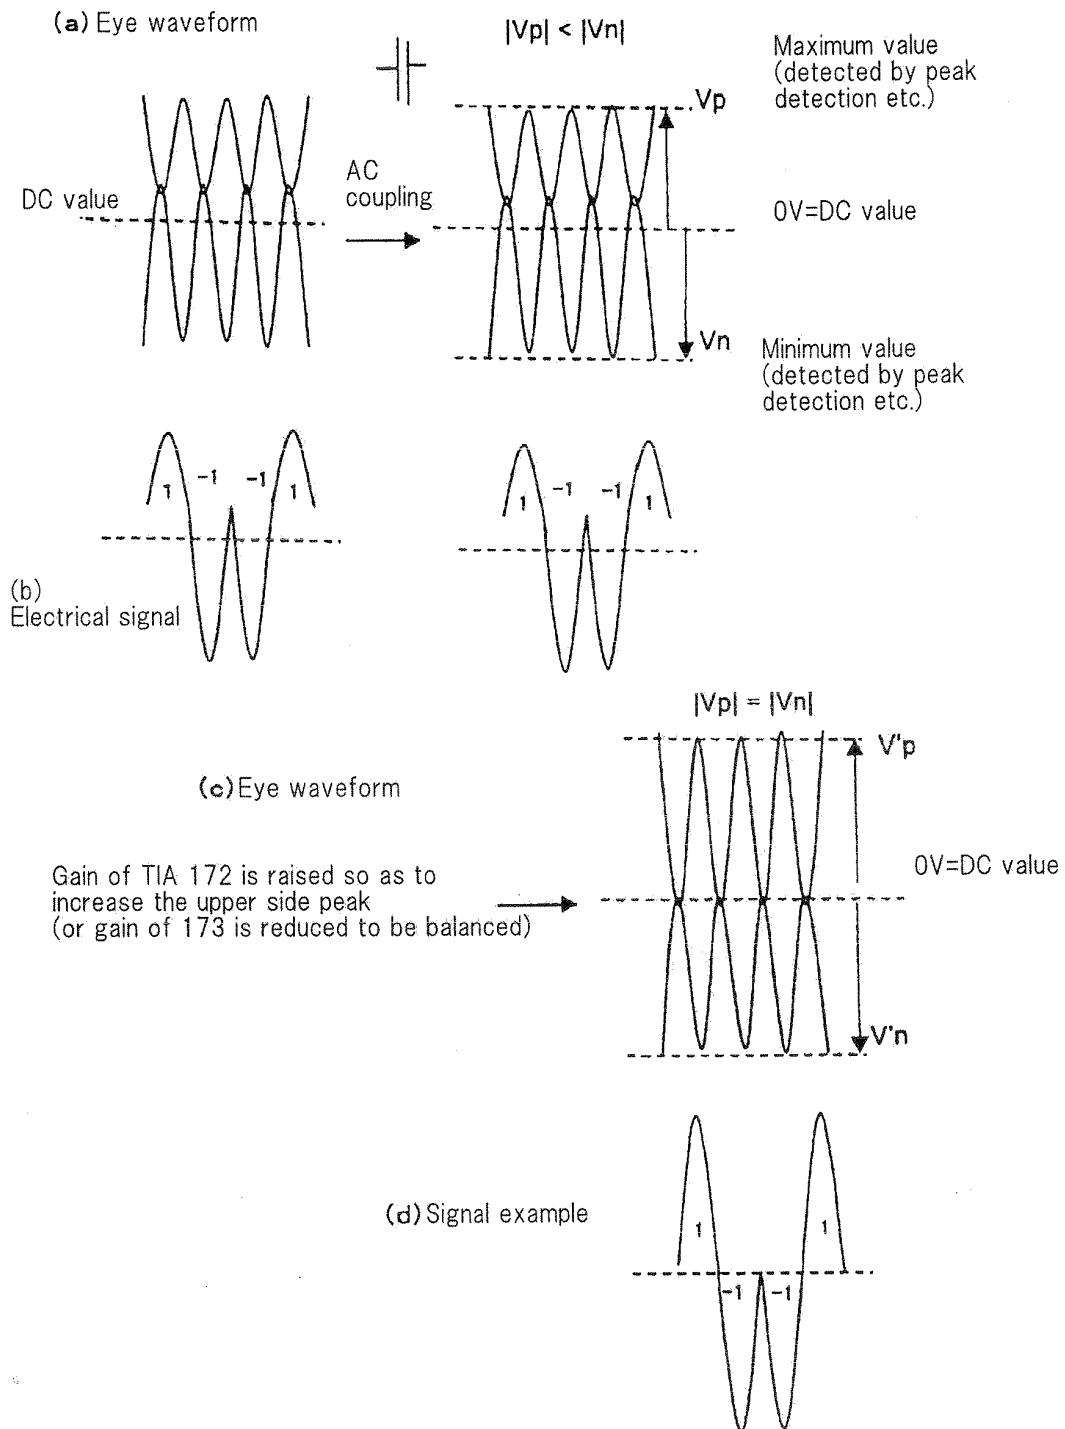 (a) Eye waveform
|Vp| < |Vn|
Maximum value
(detected by peak
detection etc.)
Vp
DC value
AC
coupling
0V=DC value
Vn
Minimum value
(detected by peak
detection etc.)
1
-1
-1
1
1
-1
-1
1
(b)
Electrical signal
|Vp| = |Vn|
V'p
(c) Eye waveform
0V=DC value
Gain of TIA 172 is raised so as to
increase the upper side peak
(or gain of 173 is reduced to be balanced)
V'n
(d) Signal example
1
-1
-1
1